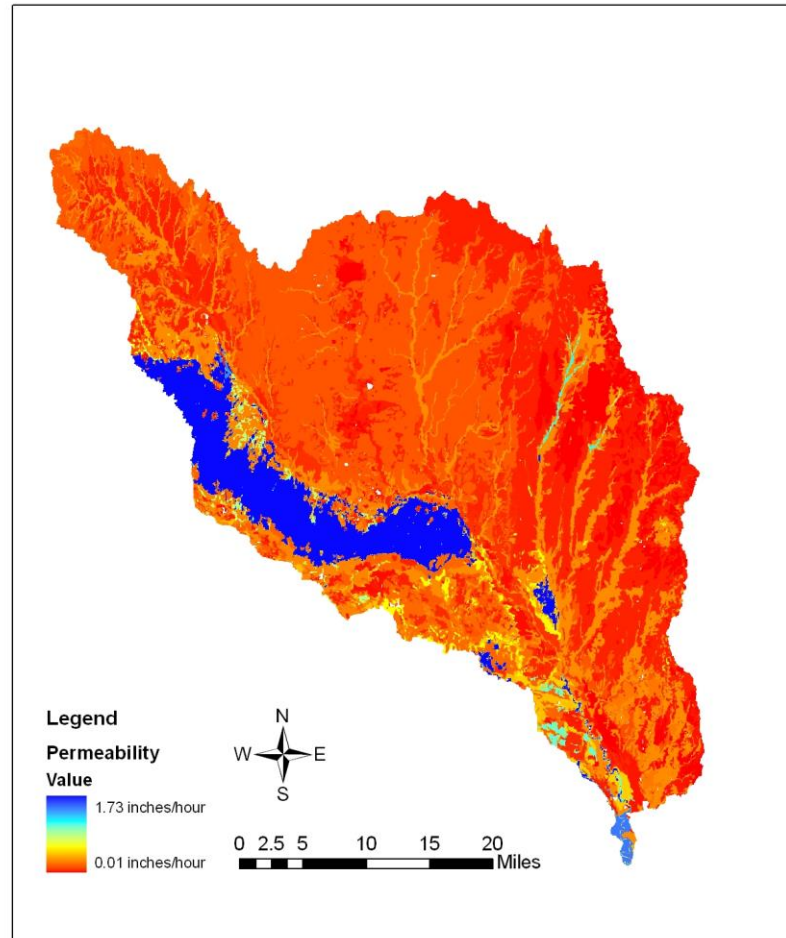 Legend
Permeability
Value
1.73 inches/hour
0.01 inches/hour
N
W E
S
0 2.5 5 10 15 20
Miles